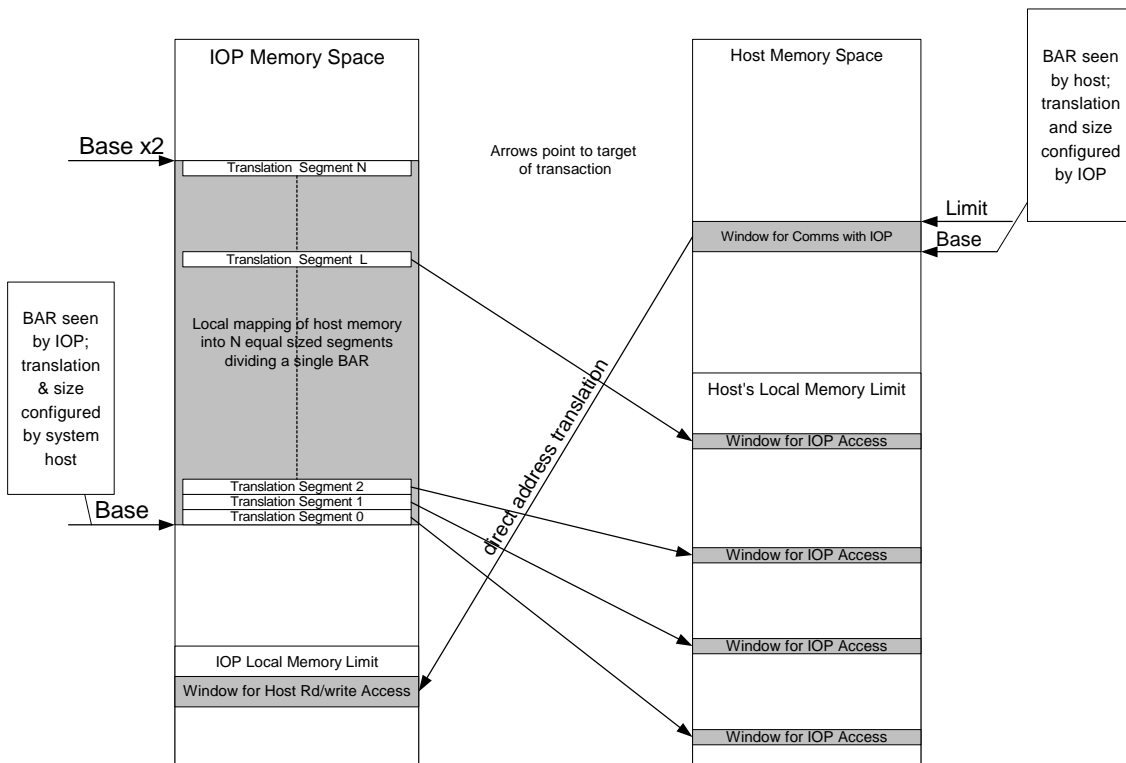 IOP Memory Space
Host Memory Space
BAR seen
by host;
translation
and size
configured
by IOP
Base x2
Translation Segment N
Arrows point to target
of transaction
Limit
Window for Comms with IOP
Base
Translation Segment L
BAR seen
by IOP;
translation
& size
configured
by system
host
Local mapping of host memory
into N equal sized segments
dividing a single BAR
direct address translation
Host's Local Memory Limit
Window for IOP Access
Translation Segment 2
Translation Segment 1
Translation Segment 0
Base
Window for IOP Access
Window for IOP Access
IOP Local Memory Limit
Window for Host Rd/write Access
Window for IOP Access